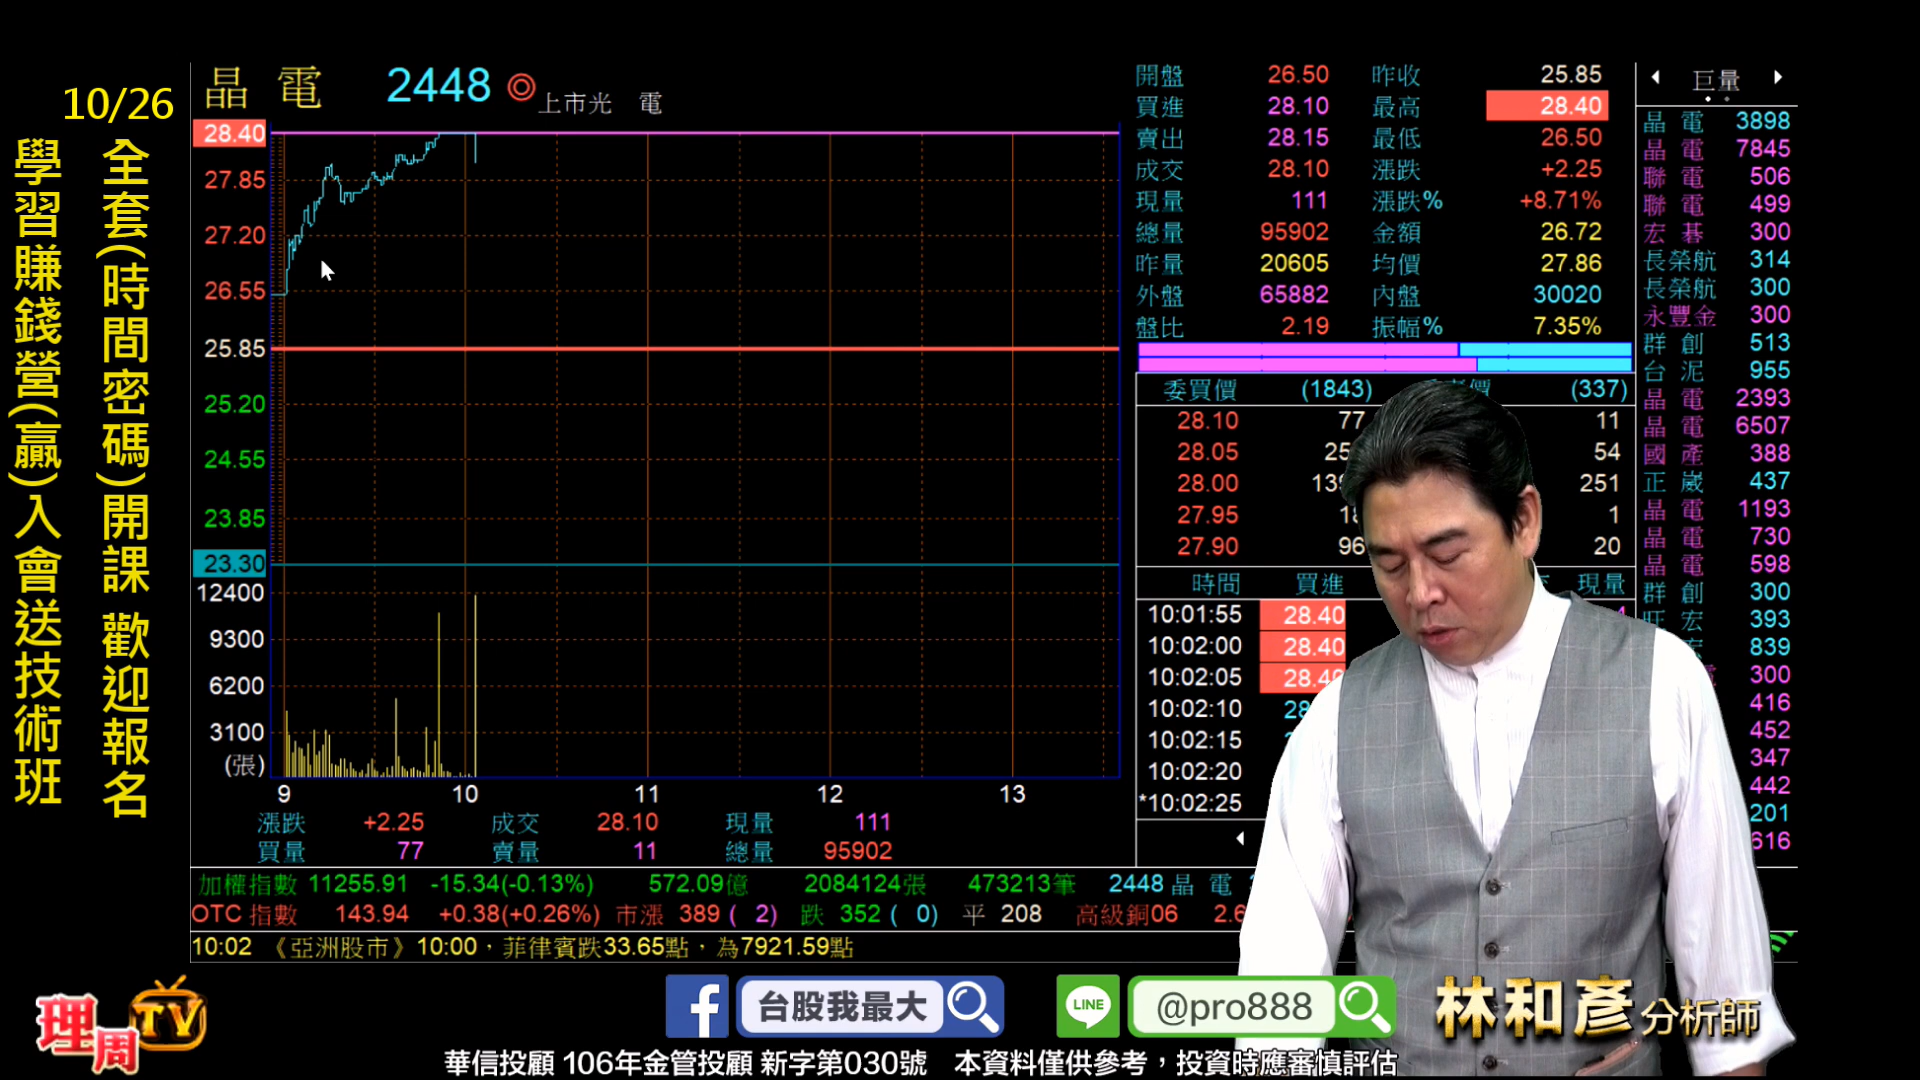 10/26
全套(時間密碼)開課 歡迎報名
學習賺錢營(贏)入會送技術班
晶 電 2448 ◎上市光 電
28.40
27.85
27.20
26.55
25.85
25.20
24.55
23.85
23.30
12400
9300
6200
3100
(張)
9 10 11 12 13
漲跌 +2.25 成交 28.10 現量 111
買量 77 賣量 11 總量 95902
開盤 26.50 昨收 25.85
買進 28.10 最高 28.40
賣出 28.15 最低 26.50
成交 28.10 漲跌 +2.25
現量 111 漲跌% +8.71%
總量 95902 金額 26.72
昨量 20605 均價 27.86
外盤 65882 內盤 30020
盤比 2.19 振幅% 7.35%
委買價 (1843) (337)
28.10 77 11
28.05 54
28.00 251
27.95 1
27.90 96 20
時間 買進 現量
10:01:55 28.40
10:02:00 28.40
10:02:05 28.40
10:02:10
10:02:15
10:02:20
*10:02:25
巨量
晶 電 3898
晶 電 7845
聯 電 506
聯 電 499
宏 碁 300
長榮航 314
長榮航 300
永豐金 300
群 創 513
台 泥 955
晶 電 2393
晶 電 6507
國 產 388
正 崴 437
晶 電 1193
晶 電 730
晶 電 598
群 創 300
旺 宏 393
839
300
416
452
347
442
201
616
加權指數 11255.91 -15.34(-0.13%) 572.09億 2084124張 473213筆 2448 晶 電
OTC 指數 143.94 +0.38(+0.26%) 市漲 389 ( 2) 跌 352 ( 0) 平 208 高級銅06
10:02 《亞洲股市》10:00，菲律賓跌33.65點，為7921.59點
理周TV
f 台股我最大
LINE @pro888
林和彥 分析師
華信投顧 106年金管投顧 新字第030號 本資料僅供參考，投資時應審慎評估